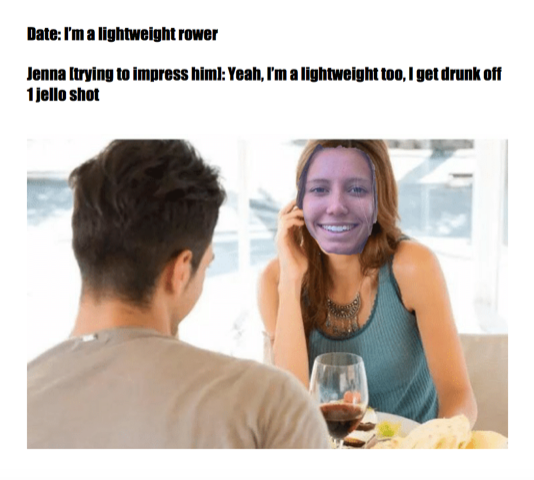 Date: I'm a lightweight rower
Jenna [trying to impress him]: Yeah, I'm a lightweight too, I get drunk off
1 jello shot